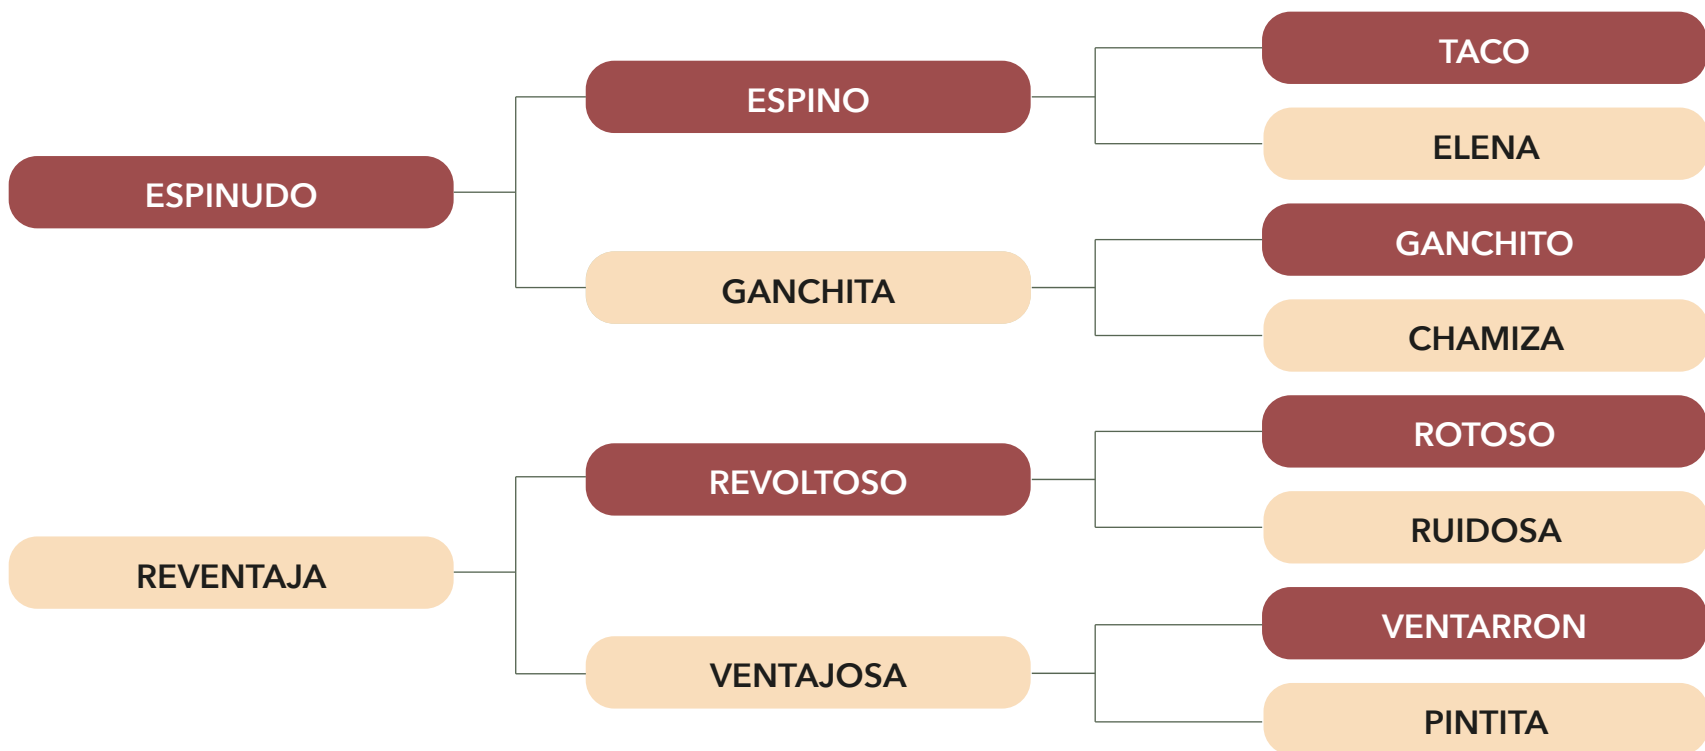 TACO
ESPINO
ELENA
ESPINUDO
GANCHITO
GANCHITA
CHAMIZA
ROTOSO
REVOLTOSO
RUIDOSA
REVENTAJA
VENTARRON
VENTAJOSA
PINTITA